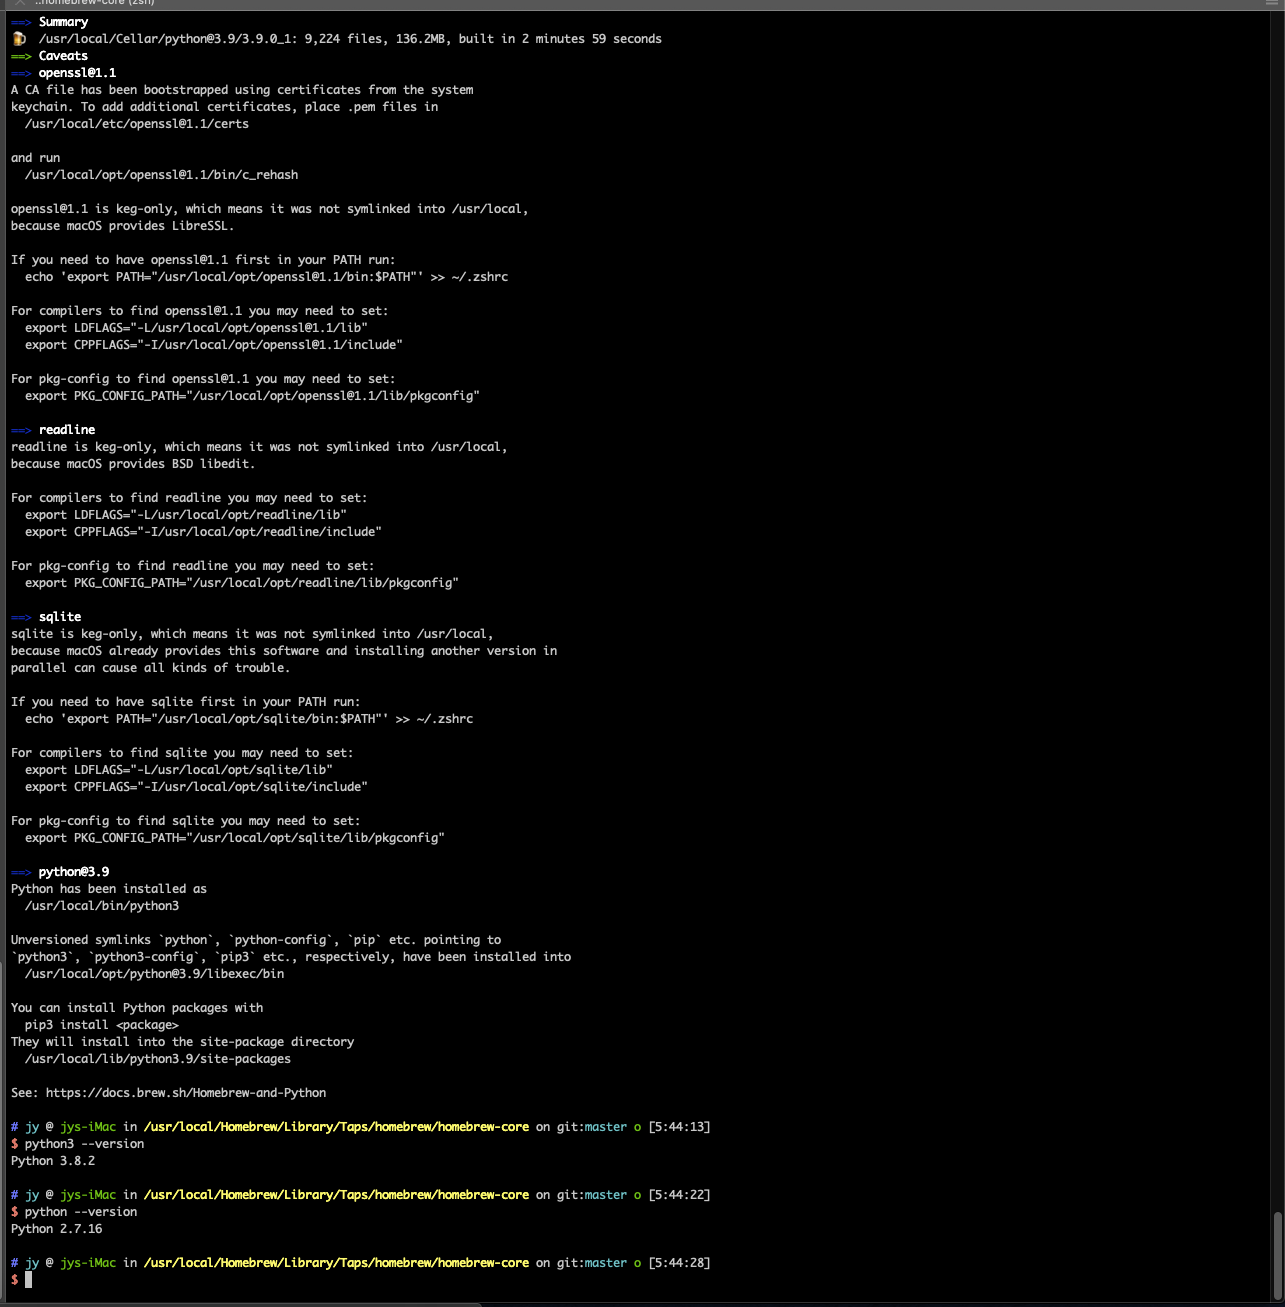 ..homebrew-core (zsh)
==> Summary
🍺  /usr/local/Cellar/python@3.9/3.9.0_1: 9,224 files, 136.2MB, built in 2 minutes 59 seconds
==> Caveats
==> openssl@1.1
A CA file has been bootstrapped using certificates from the system
keychain. To add additional certificates, place .pem files in
  /usr/local/etc/openssl@1.1/certs

and run
  /usr/local/opt/openssl@1.1/bin/c_rehash

openssl@1.1 is keg-only, which means it was not symlinked into /usr/local,
because macOS provides LibreSSL.

If you need to have openssl@1.1 first in your PATH run:
  echo 'export PATH="/usr/local/opt/openssl@1.1/bin:$PATH"' >> ~/.zshrc

For compilers to find openssl@1.1 you may need to set:
  export LDFLAGS="-L/usr/local/opt/openssl@1.1/lib"
  export CPPFLAGS="-I/usr/local/opt/openssl@1.1/include"

For pkg-config to find openssl@1.1 you may need to set:
  export PKG_CONFIG_PATH="/usr/local/opt/openssl@1.1/lib/pkgconfig"

==> readline
readline is keg-only, which means it was not symlinked into /usr/local,
because macOS provides BSD libedit.

For compilers to find readline you may need to set:
  export LDFLAGS="-L/usr/local/opt/readline/lib"
  export CPPFLAGS="-I/usr/local/opt/readline/include"

For pkg-config to find readline you may need to set:
  export PKG_CONFIG_PATH="/usr/local/opt/readline/lib/pkgconfig"

==> sqlite
sqlite is keg-only, which means it was not symlinked into /usr/local,
because macOS already provides this software and installing another version in
parallel can cause all kinds of trouble.

If you need to have sqlite first in your PATH run:
  echo 'export PATH="/usr/local/opt/sqlite/bin:$PATH"' >> ~/.zshrc

For compilers to find sqlite you may need to set:
  export LDFLAGS="-L/usr/local/opt/sqlite/lib"
  export CPPFLAGS="-I/usr/local/opt/sqlite/include"

For pkg-config to find sqlite you may need to set:
  export PKG_CONFIG_PATH="/usr/local/opt/sqlite/lib/pkgconfig"

==> python@3.9
Python has been installed as
  /usr/local/bin/python3

Unversioned symlinks `python`, `python-config`, `pip` etc. pointing to
`python3`, `python3-config`, `pip3` etc., respectively, have been installed into
  /usr/local/opt/python@3.9/libexec/bin

You can install Python packages with
  pip3 install <package>
They will install into the site-package directory
  /usr/local/lib/python3.9/site-packages

See: https://docs.brew.sh/Homebrew-and-Python

# jy @ jys-iMac in /usr/local/Homebrew/Library/Taps/homebrew/homebrew-core on git:master o [5:44:13]
$ python3 --version
Python 3.8.2

# jy @ jys-iMac in /usr/local/Homebrew/Library/Taps/homebrew/homebrew-core on git:master o [5:44:22]
$ python --version
Python 2.7.16

# jy @ jys-iMac in /usr/local/Homebrew/Library/Taps/homebrew/homebrew-core on git:master o [5:44:28]
$